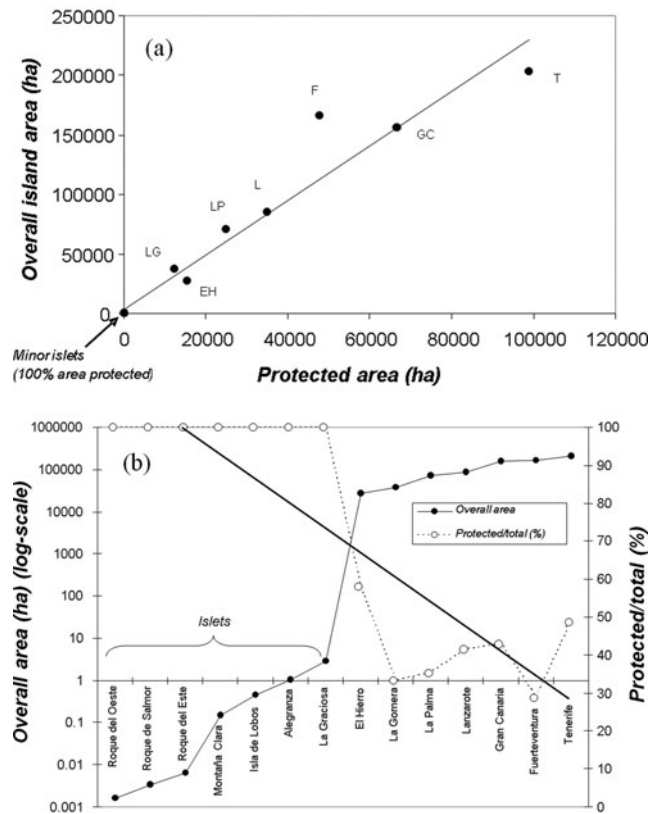 250000
(a)
200000
F
T
150000
GC
100000
L
LP
50000
LG
EH
0
0 20000 40000 60000 80000 100000 120000
Overall island area (ha)
Minor islets
(100% area protected)
Protected area (ha)
(b)
1000000 100
100000 90
10000 80
1000 70
100 60
10 50
1 40
0.1 30
0.01 20
0.001 10
0
Overall area
Protected/total (%)
Islets
Overall area (ha) (log-scale)
Protected/total (%)
Roque del Oeste
Roque de Salmor
Roque del Este
Montaña Clara
Isla de Lobos
Alegranza
La Graciosa
El Hierro
La Gomera
La Palma
Lanzarote
Gran Canaria
Fuerteventura
Tenerife